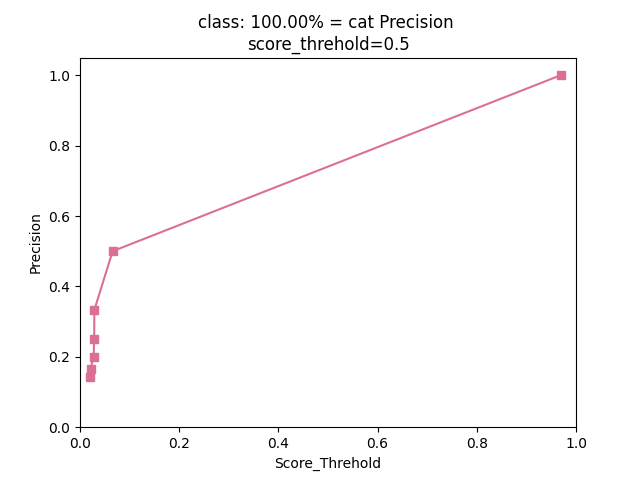 class: 100.00% = cat Precision
score_threhold=0.5
1.0
0.8
0.6
0.4
0.2
0.0
Precision
0.0 0.2 0.4 0.6 0.8 1.0
Score_Threhold